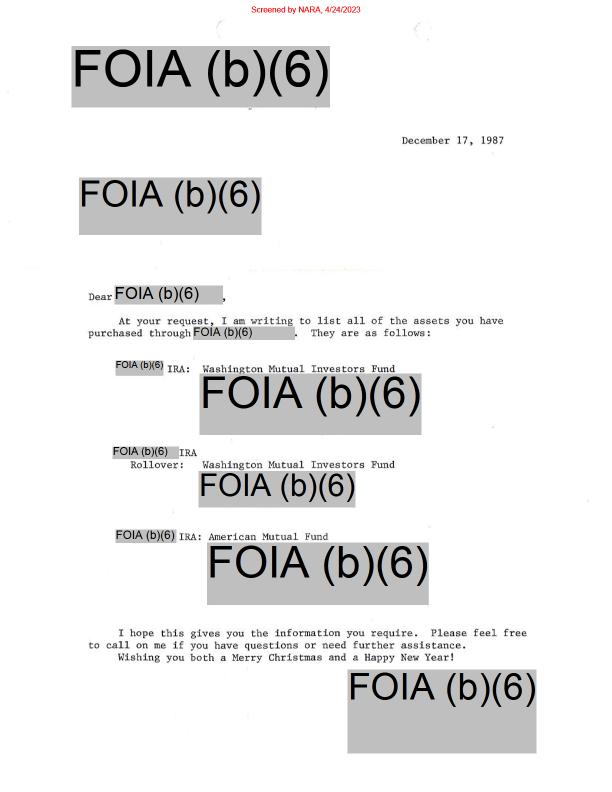 Screened by NARA, 4/24/2023
FOIA (b)(6)
December 17, 1987
FOIA (b)(6)
Dear FOIA (b)(6) ,
At your request, I am writing to list all of the assets you have
purchased through FOIA (b)(6) . They are as follows:
FOIA (b)(6) IRA: Washington Mutual Investors Fund
FOIA (b)(6)
FOIA (b)(6) IRA
Rollover: Washington Mutual Investors Fund
FOIA (b)(6)
FOIA (b)(6) IRA: American Mutual Fund
FOIA (b)(6)
I hope this gives you the information you require. Please feel free
to call on me if you have questions or need further assistance.
Wishing you both a Merry Christmas and a Happy New Year!
FOIA (b)(6)